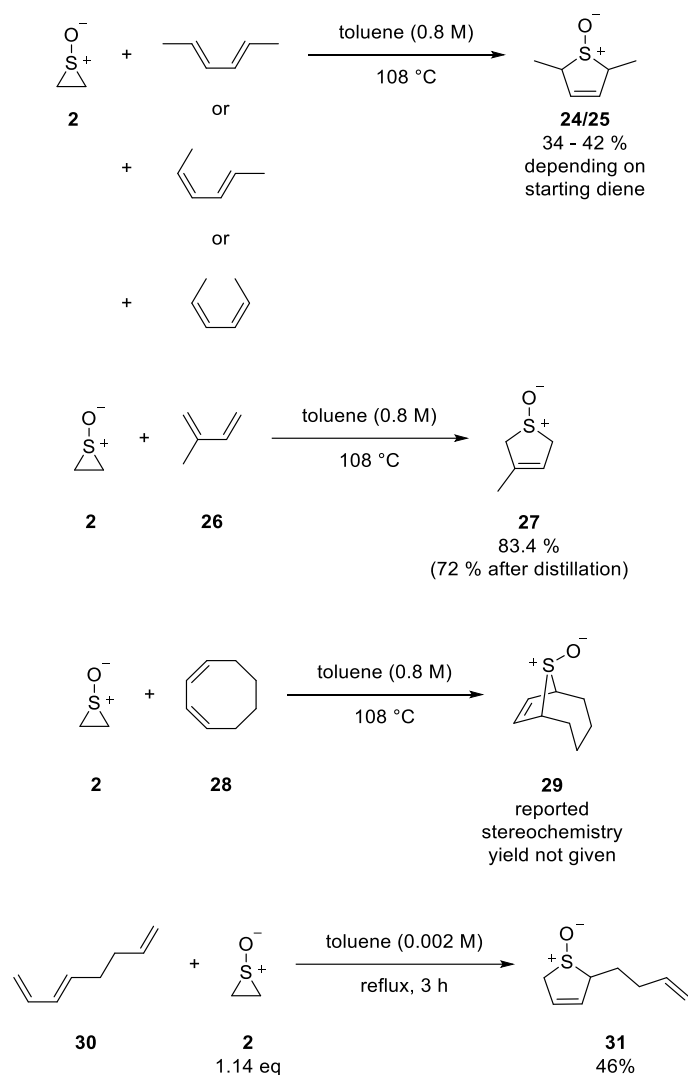 O−
S+
2
+
toluene (0.8 M)
108 °C
O−
S+
24/25
34 - 42 %
depending on
starting diene
or
+
or
+
O−
S+
2
+
26
toluene (0.8 M)
108 °C
O−
S+
27
83.4 %
(72 % after distillation)
O−
S+
2
+
28
toluene (0.8 M)
108 °C
+S O−
29
reported
stereochemistry
yield not given
30
+
O−
S+
2
1.14 eq
toluene (0.002 M)
reflux, 3 h
O−
+S
31
46%